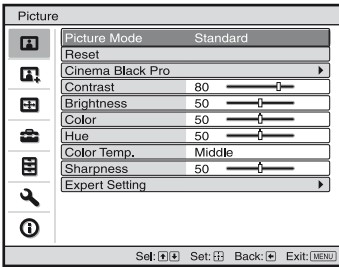 Picture
Picture Mode Standard
Reset
Cinema Black Pro
Contrast 80
Brightness 50
Color 50
Hue 50
Color Temp. Middle
Sharpness 50
Expert Setting
Sel: Set: Back: Exit: MENU